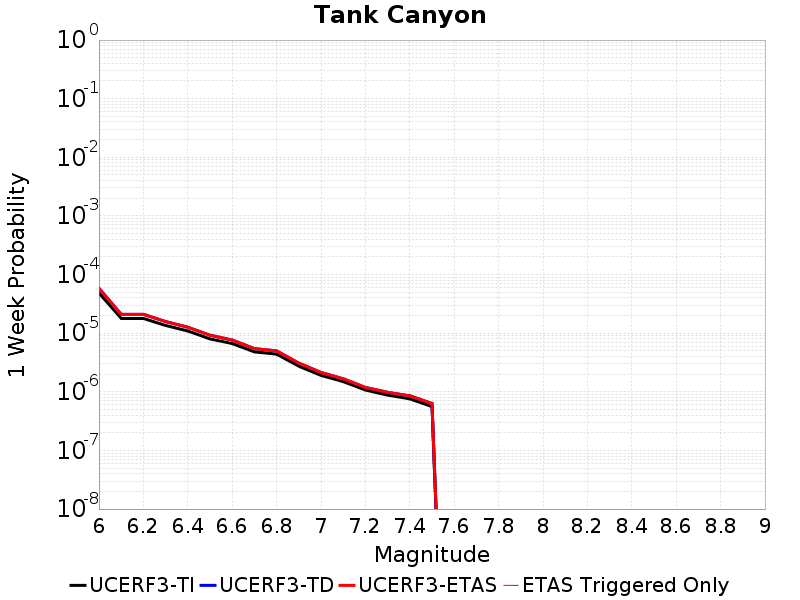 Tank Canyon
1 Week Probability
10^0
10^-1
10^-2
10^-3
10^-4
10^-5
10^-6
10^-7
10^-8
6 6.2 6.4 6.6 6.8 7 7.2 7.4 7.6 7.8 8 8.2 8.4 8.6 8.8 9
Magnitude
UCERF3-TI UCERF3-TD UCERF3-ETAS ETAS Triggered Only